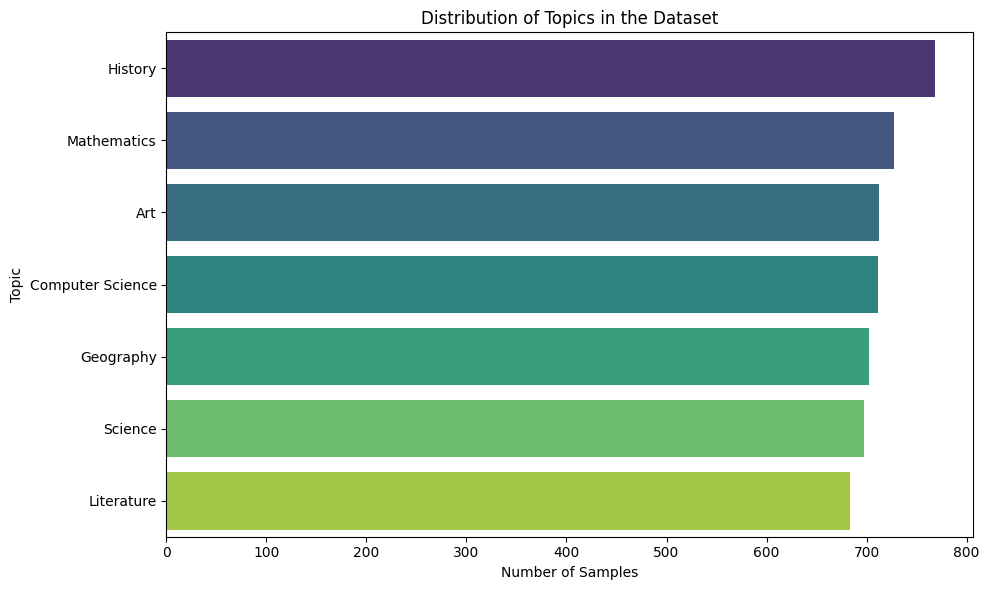 Distribution of Topics in the Dataset
Topic
History
Mathematics
Art
Computer Science
Geography
Science
Literature
0 100 200 300 400 500 600 700 800
Number of Samples